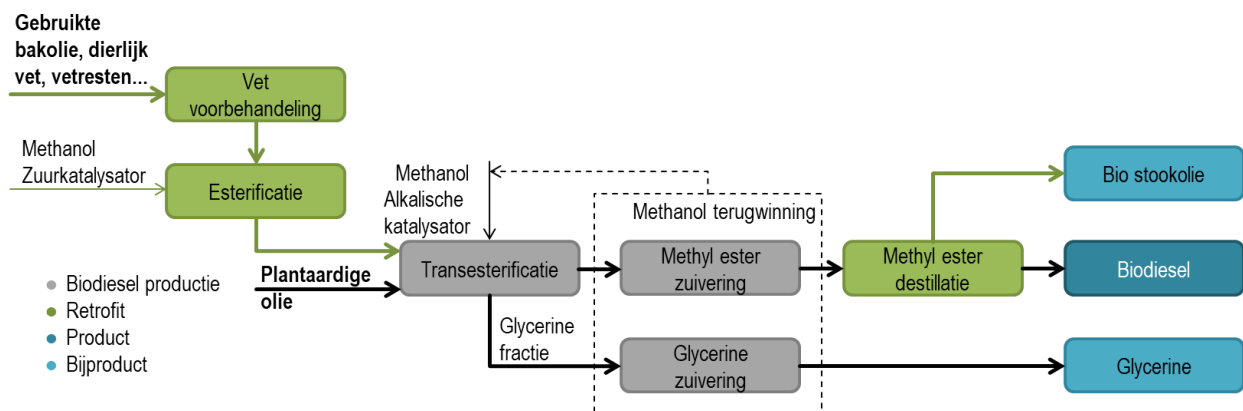 Gebruikte
bakolie, dierlijk
vet, vetresten...
Vet
voorbehandeling
Methanol
Zuurkatalysator
Esterificatie
Methanol
Alkalische
katalysator
Methanol terugwinning
Bio stookolie
Plantaardige
olie
Transesterificatie
Methyl ester
zuivering
Methyl ester
destillatie
Biodiesel
Glycerine
fractie
Glycerine
zuivering
Glycerine
Biodiesel productie
Retrofit
Product
Bijproduct